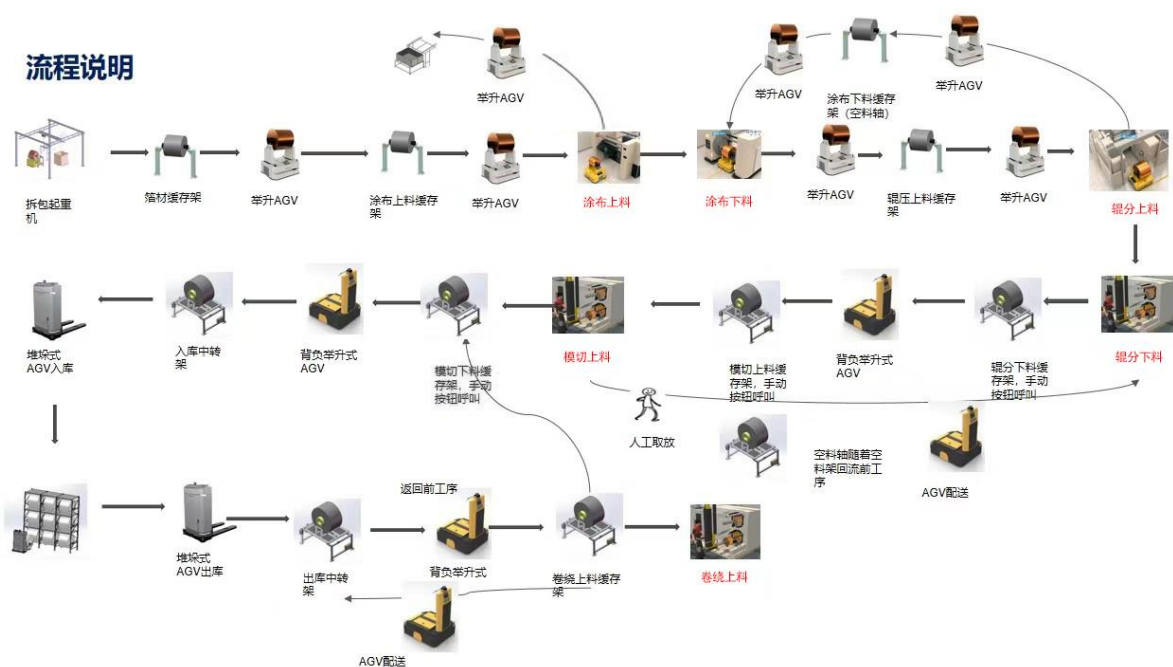 流程说明
举升AGV
举升AGV
涂布下料缓存
架（空料轴）
举升AGV
拆包起重
机
箔材缓存架
举升AGV
涂布上料缓存
架
举升AGV
涂布上料
涂布下料
举升AGV
辊压上料缓存
架
举升AGV
辊分上料
堆垛式
AGV入库
入库中转
架
背负举升式
AGV
模切下料缓
存架，手动
按钮呼叫
模切上料
模切上料缓
存架，手动
按钮呼叫
背负举升式
AGV
辊分下料缓
存架，手动
按钮呼叫
辊分下料
人工取放
空料轴随着空
料架回流前工
序
AGV配送
堆垛式
AGV出库
出库中转
架
返回前工序
背负举升式
卷绕上料缓存
架
卷绕上料
AGV配送